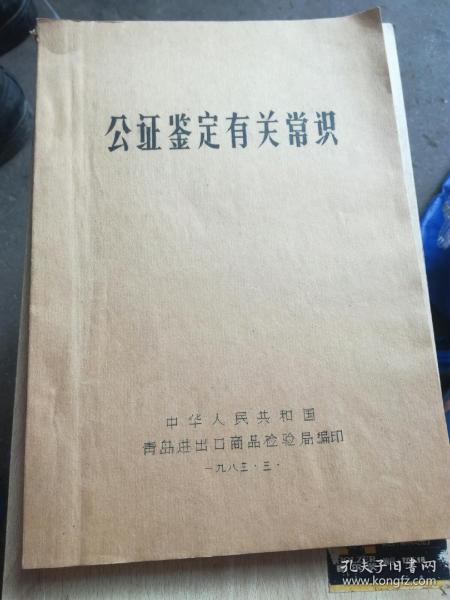 公证鉴定有关常识
中华人民共和国
青岛进出口商品检验局编印
一九八三·三·
孔夫子旧书网
www.kongfz.com